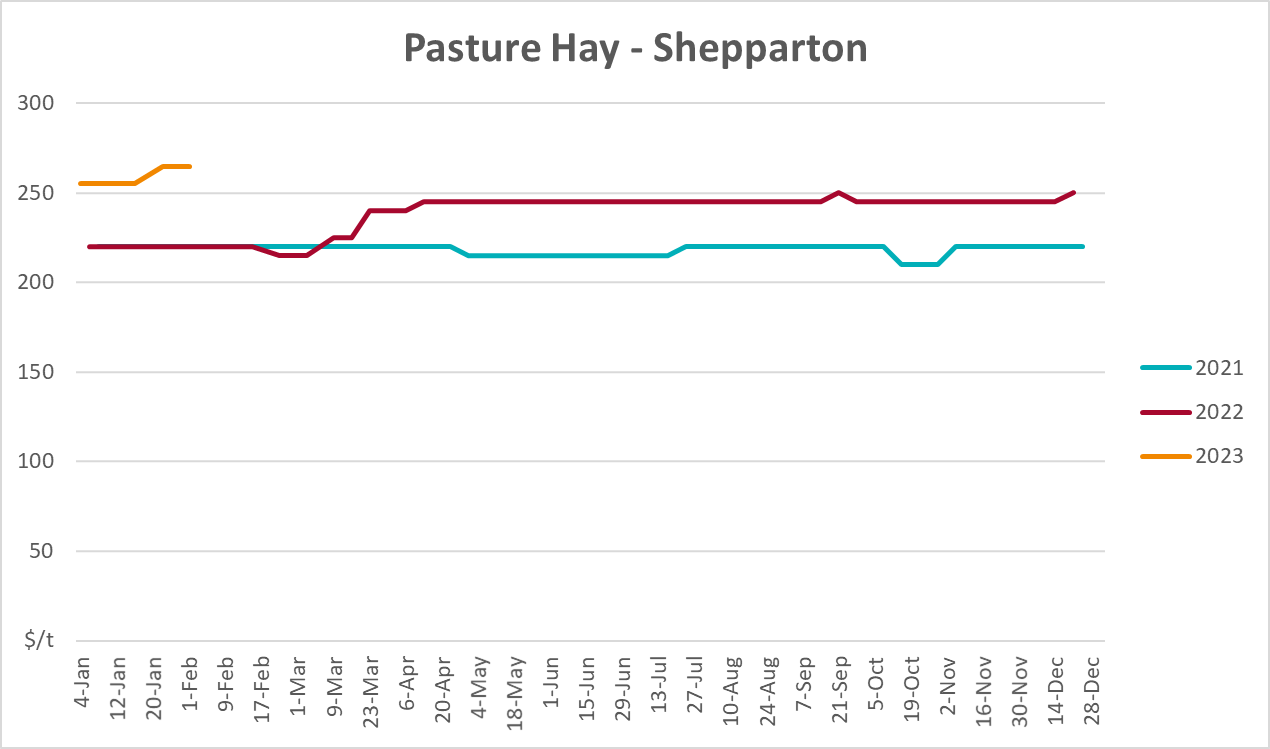 Pasture Hay - Shepparton
300
250
200
150
100
50
$/t
4-Jan
12-Jan
20-Jan
1-Feb
9-Feb
17-Feb
1-Mar
9-Mar
23-Mar
6-Apr
20-Apr
4-May
18-May
1-Jun
15-Jun
29-Jun
13-Jul
27-Jul
10-Aug
24-Aug
7-Sep
21-Sep
5-Oct
19-Oct
2-Nov
16-Nov
30-Nov
14-Dec
28-Dec
2021
2022
2023